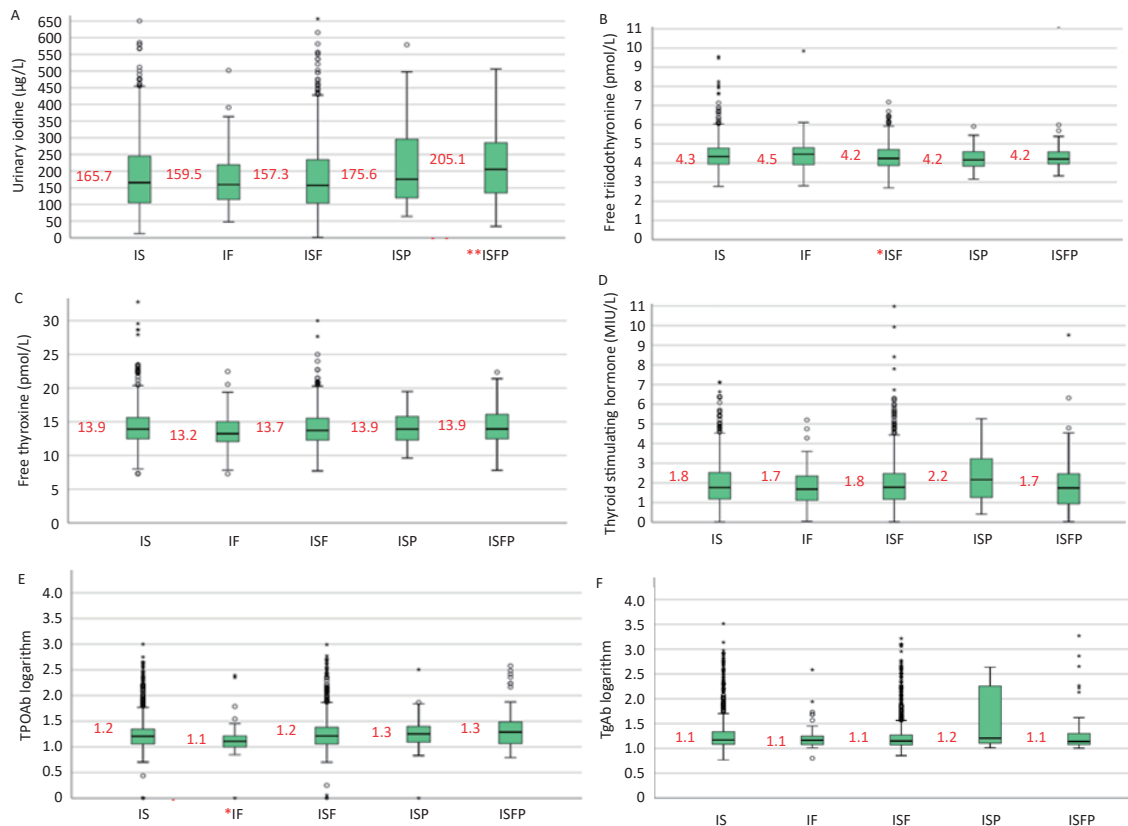 A
Urinary iodine (µg/L)
650
600
550
500
450
400
350
300
250
200
150
100
50
0
165.7
159.5
157.3
175.6
205.1
IS
IF
ISF
ISP
**ISFP
B
Free triiodothyronine (pmol/L)
11
10
9
8
7
6
5
4
3
2
1
0
4.3
4.5
4.2
4.2
4.2
IS
IF
*ISF
ISP
ISFP
C
Free thyroxine (pmol/L)
30
25
20
15
10
5
0
13.9
13.2
13.7
13.9
13.9
IS
IF
ISF
ISP
ISFP
D
Thyroid stimulating hormone (MIU/L)
11
10
9
8
7
6
5
4
3
2
1
0
1.8
1.7
1.8
2.2
1.7
IS
IF
ISF
ISP
ISFP
E
TPOAb logarithm
4.0
3.5
3.0
2.5
2.0
1.5
1.0
0.5
0
1.2
1.1
1.2
1.3
1.3
IS
*IF
ISF
ISP
ISFP
F
TgAb logarithm
4.0
3.5
3.0
2.5
2.0
1.5
1.0
0.5
0
1.1
1.1
1.1
1.2
1.1
IS
IF
ISF
ISP
ISFP